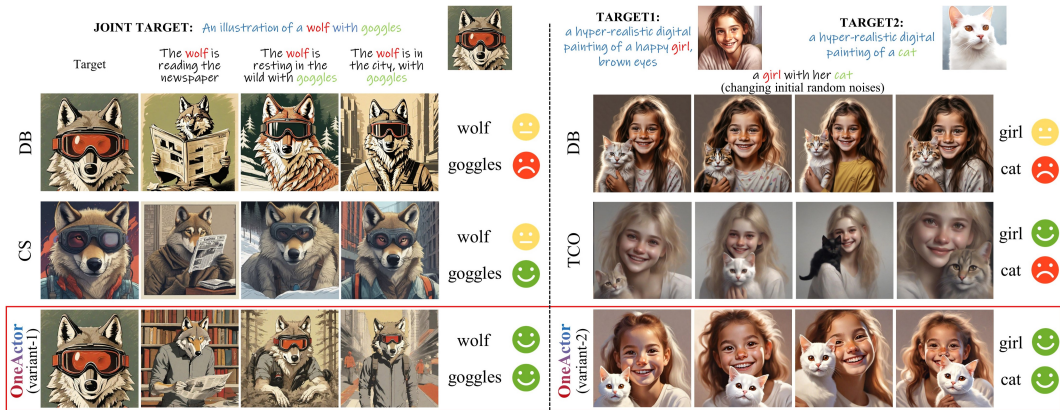 JOINT TARGET: An illustration of a wolf with goggles
Target
The wolf is
reading the
newspaper
The wolf is
resting in the
wild with goggles
The wolf is in
the city, with
goggles
DB
wolf
goggles
CS
wolf
goggles
OneActor
(variant-1)
wolf
goggles
TARGET1:
a hyper-realistic digital
painting of a happy girl,
brown eyes
TARGET2:
a hyper-realistic digital
painting of a cat
a girl with her cat
(changing initial random noises)
DB
girl
cat
TCO
girl
cat
OneActor
(variant-2)
girl
cat